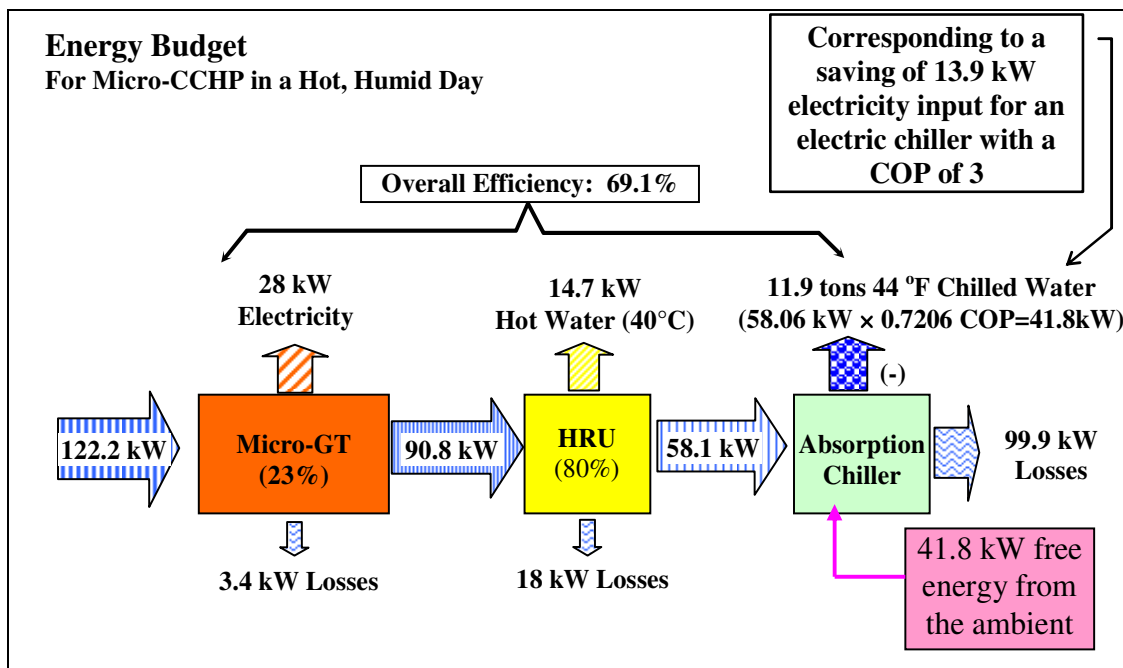 Energy Budget
For Micro-CCHP in a Hot, Humid Day
Corresponding to a
saving of 13.9 kW
electricity input for an
electric chiller with a
COP of 3
Overall Efficiency: 69.1%
28 kW
Electricity
14.7 kW
Hot Water (40°C)
11.9 tons 44 °F Chilled Water
(58.06 kW × 0.7206 COP=41.8kW)
(-)
122.2 kW
Micro-GT
(23%)
90.8 kW
HRU
(80%)
58.1 kW
Absorption
Chiller
99.9 kW
Losses
3.4 kW Losses
18 kW Losses
41.8 kW free
energy from
the ambient